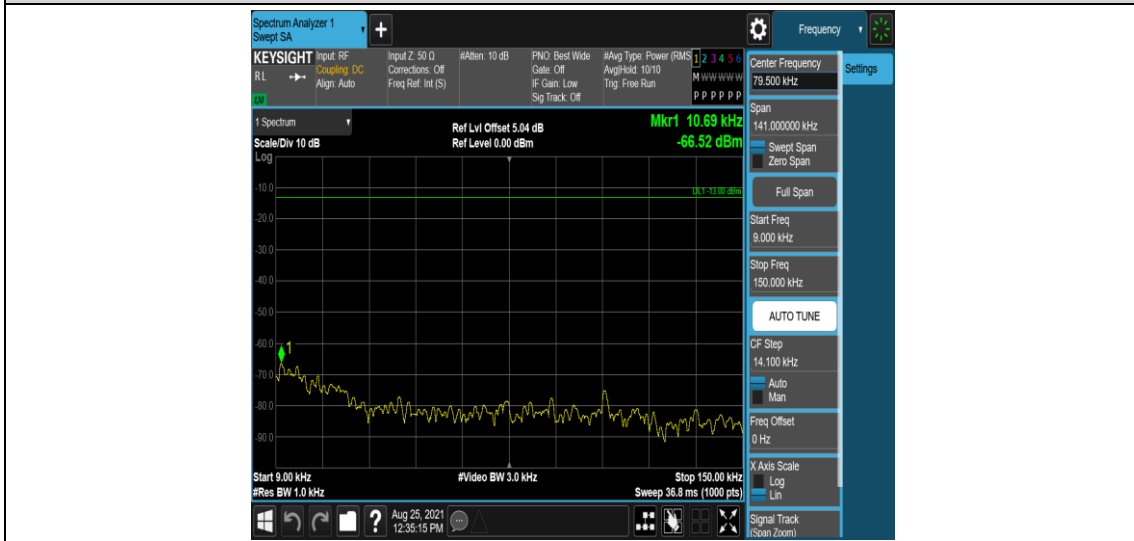 Spectrum Analyzer 1
Swept SA
Frequency
KEYSIGHT
Input: RF
Coupling: DC
Align: Auto
Input Z: 50 Ω
Corrections: Off
Freq Ref: Int (S)
#Atten: 10 dB
PNO: Best Wide
Gate: Off
IF Gain: Low
Sig Track: Off
#Avg Type: Power (RMS
Avg|Hold: 10/10
Trig: Free Run
1 2 3 4 5 6
M W W W W W
P P P P P P
R L
1 Spectrum
Scale/Div 10 dB
Log
Ref Lvl Offset 5.04 dB
Ref Level 0.00 dBm
Mkr1 10.69 kHz
-66.52 dBm
DL1 -13.00 dBm
-10.0
-20.0
-30.0
-40.0
-50.0
-60.0
1
-70.0
-80.0
-90.0
Start 9.00 kHz
#Res BW 1.0 kHz
#Video BW 3.0 kHz
Stop 150.00 kHz
Sweep 36.8 ms (1000 pts)
Center Frequency
79.500 kHz
Settings
Span
141.000000 kHz
Swept Span
Zero Span
Full Span
Start Freq
9.000 kHz
Stop Freq
150.000 kHz
AUTO TUNE
CF Step
14.100 kHz
Auto
Man
Freq Offset
0 Hz
X Axis Scale
Log
Lin
Signal Track
(Span Zoom)
?
Aug 25, 2021
12:35:15 PM